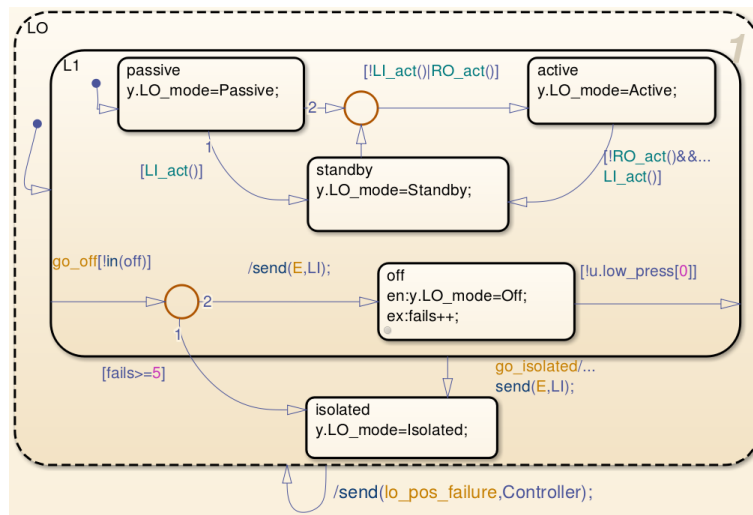 LO
1
L1
passive
y.LO_mode=Passive;
[!LI_act()|RO_act()]
active
y.LO_mode=Active;
2
1
[LI_act()]
standby
y.LO_mode=Standby;
[!RO_act()&&...
LI_act()]
go_off[!in(off)]
/send(E,LI);
off
en:y.LO_mode=Off;
ex:fails++;
[!u.low_press[0]]
2
1
[fails>=5]
go_isolated/...
send(E,LI);
isolated
y.LO_mode=Isolated;
/send(lo_pos_failure,Controller);